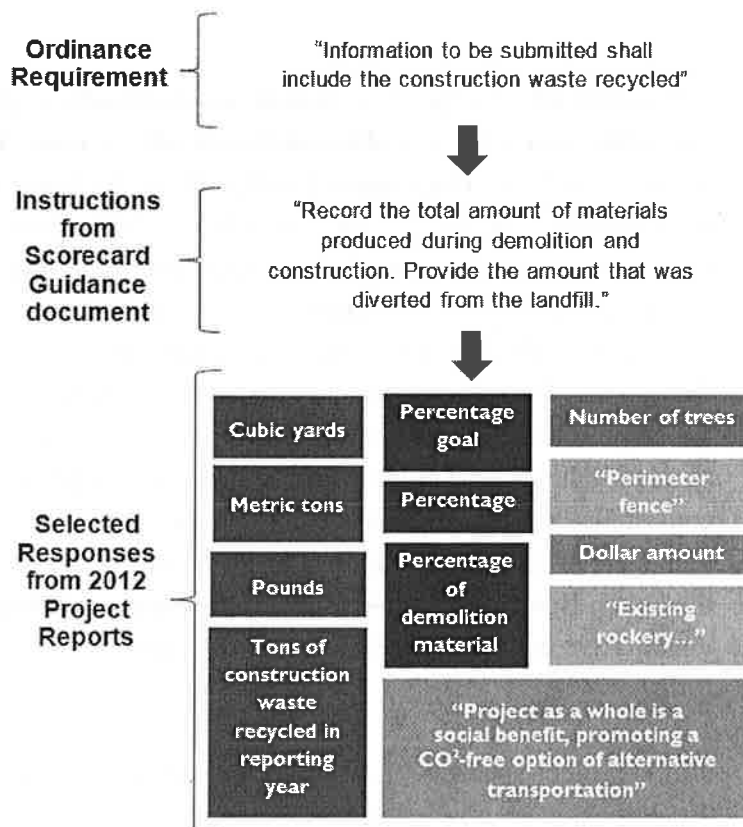 Ordinance
Requirement
“Information to be submitted shall
include the construction waste recycled”
Instructions
from
Scorecard
Guidance
document
“Record the total amount of materials
produced during demolition and
construction. Provide the amount that was
diverted from the landfill.”
Selected
Responses
from 2012
Project
Reports
Cubic yards
Metric tons
Pounds
Tons of
construction
waste
recycled in
reporting
year
Percentage
goal
Percentage
Percentage
of
demolition
material
Number of trees
“Perimeter
fence”
Dollar amount
“Existing
rockery...”
“Project as a whole is a
social benefit, promoting a
CO²-free option of alternative
transportation”